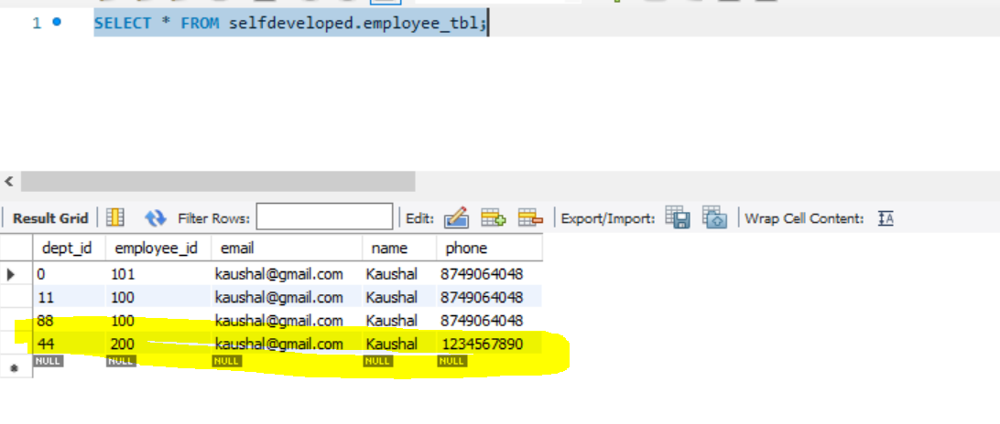 1 SELECT * FROM selfdeveloped.employee_tbl;
Result Grid Filter Rows: Edit: Export/Import: Wrap Cell Content: IA
dept_id employee_id email name phone
0 101 kaushal@gmail.com Kaushal 8749064048
11 100 kaushal@gmail.com Kaushal 8749064048
88 100 kaushal@gmail.com Kaushal 8749064048
44 200 kaushal@gmail.com Kaushal 1234567890
NULL NULL NULL NULL NULL